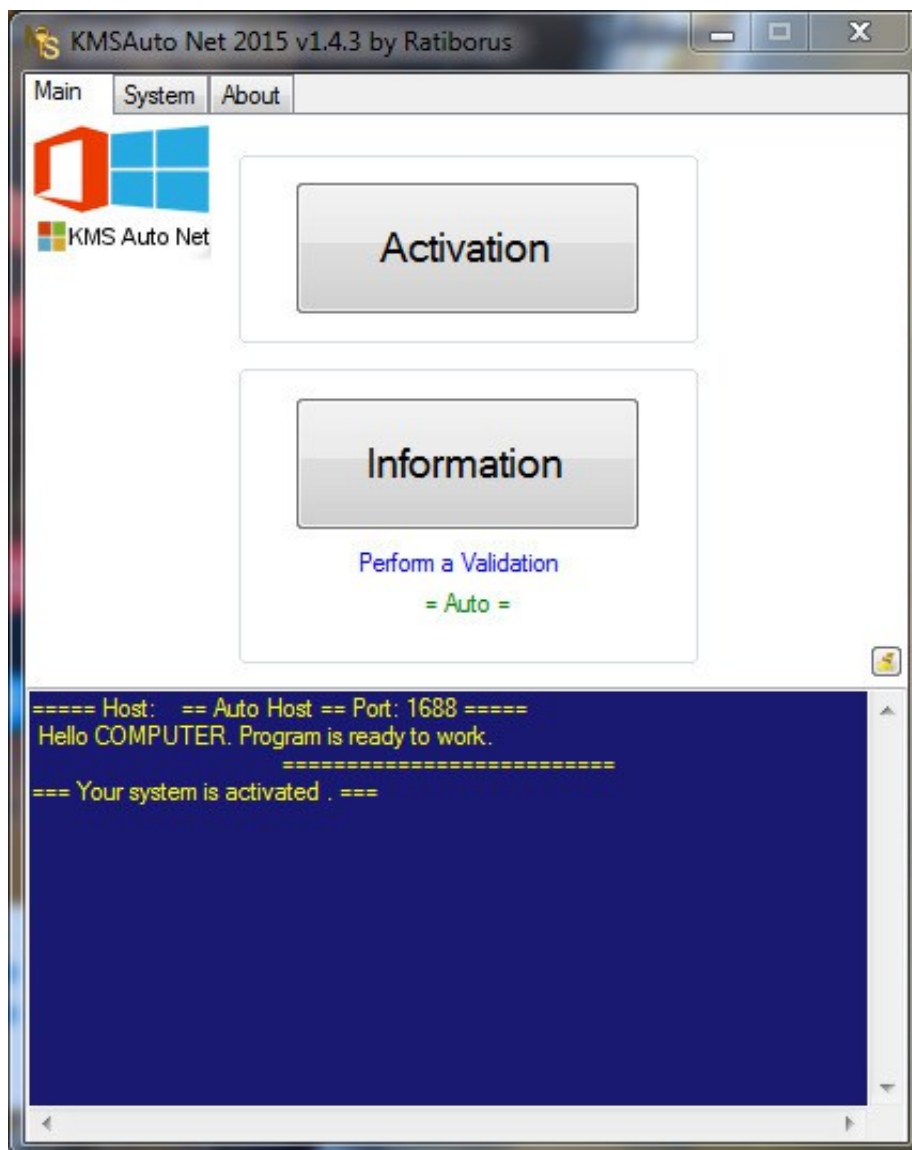 KMSAuto Net 2015 v1.4.3 by Ratiborus
Main System About
KMS Auto Net
Activation
Information
Perform a Validation
= Auto =
===== Host: == Auto Host == Port: 1688 =====
Hello COMPUTER. Program is ready to work.
==========================
=== Your system is activated . ===